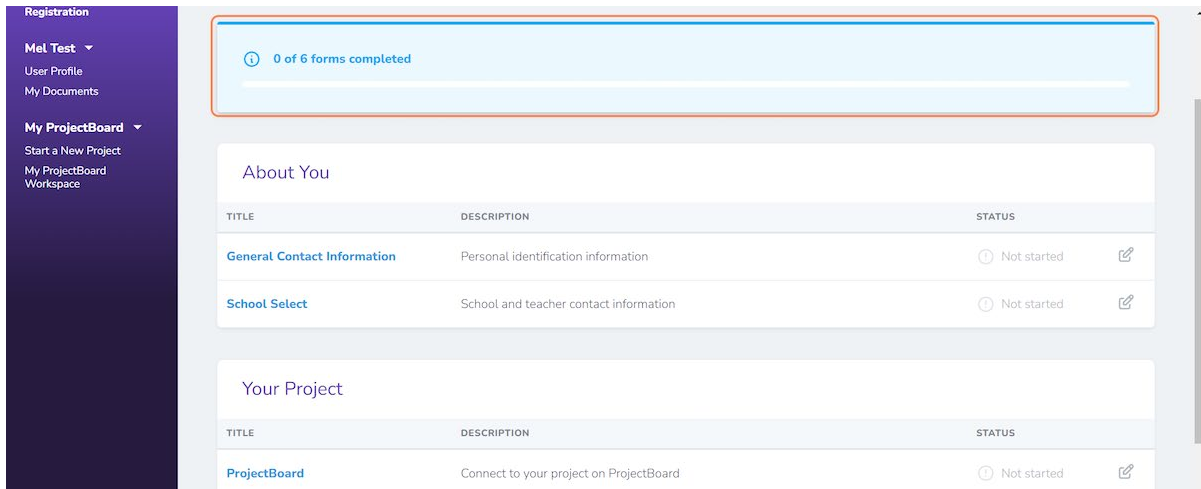 Registration
Mel Test
User Profile
My Documents
My ProjectBoard
Start a New Project
My ProjectBoard
Workspace
0 of 6 forms completed
About You
TITLE DESCRIPTION STATUS
General Contact Information Personal identification information Not started
School Select School and teacher contact information Not started
Your Project
TITLE DESCRIPTION STATUS
ProjectBoard Connect to your project on ProjectBoard Not started